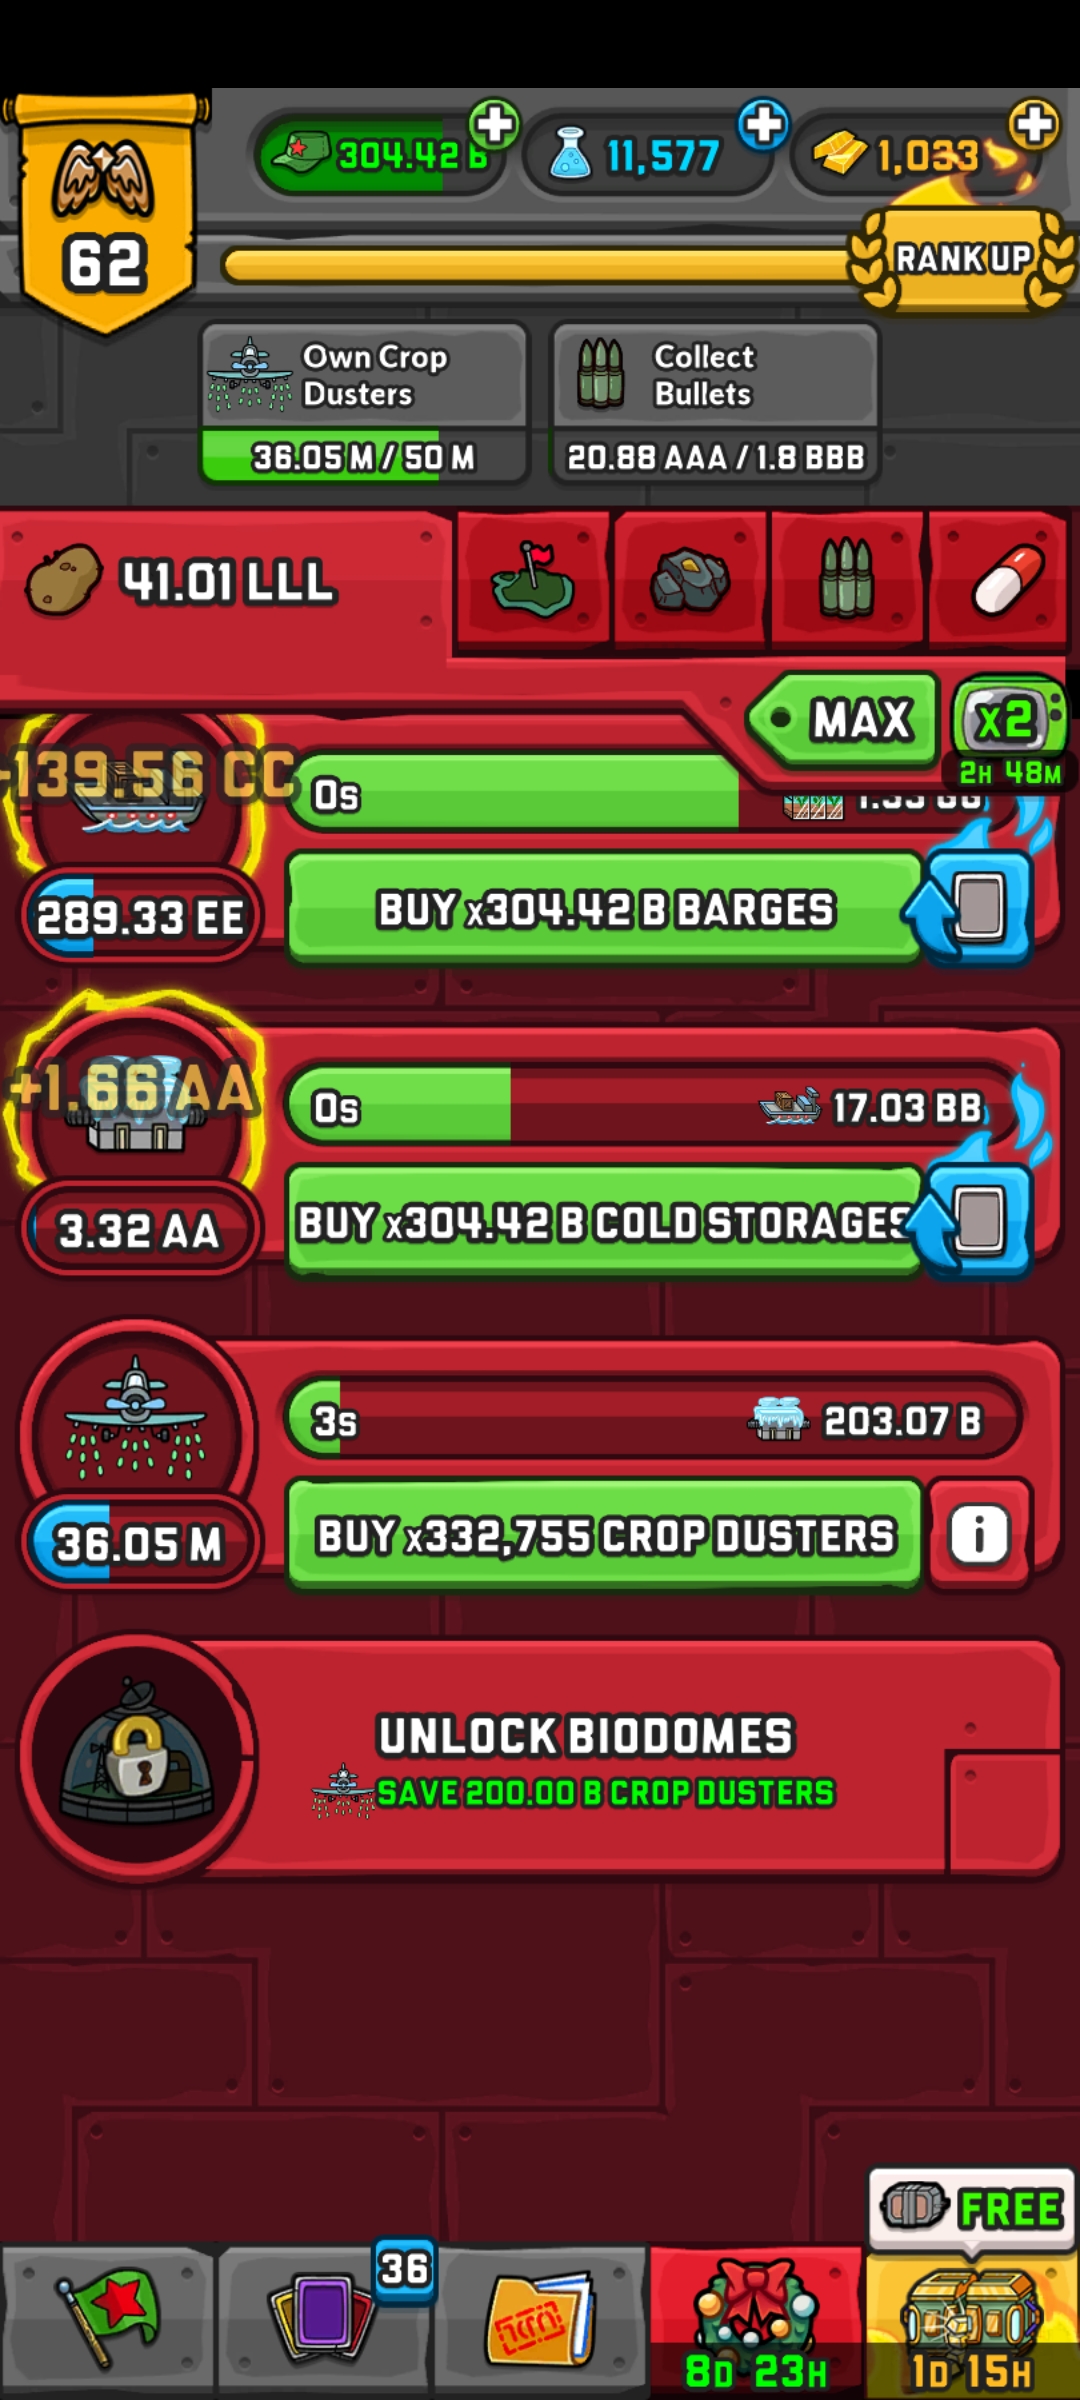 304.42 B
11,577
1,033
62
RANK UP
Own Crop Dusters
36.05 M / 50 M
Collect Bullets
20.88 AAA / 1.8 BBB
41.01 LLL
MAX
x2
2H 48M
139.56 CC
0s
289.33 EE
BUY x304.42 B BARGES
+1.66 AA
0s
17.03 BB
3.32 AA
BUY x304.42 B COLD STORAGES
3s
203.07 B
36.05 M
BUY x332,755 CROP DUSTERS
i
UNLOCK BIODOMES
SAVE 200.00 B CROP DUSTERS
FREE
36
8D 23H
1D 15H